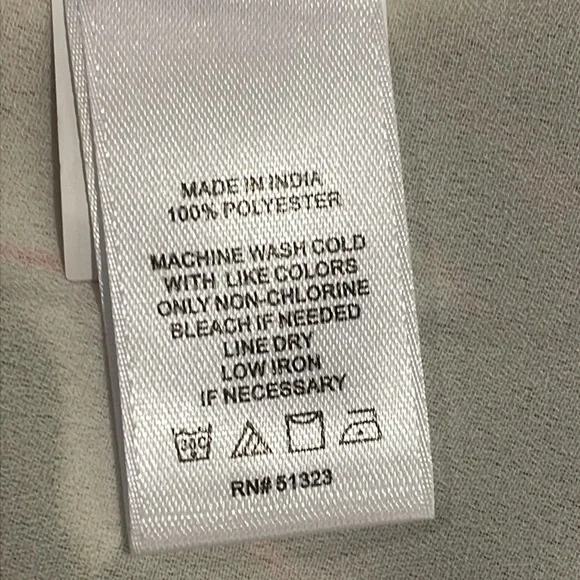 MADE IN INDIA
100% POLYESTER
MACHINE WASH COLD
WITH LIKE COLORS
ONLY NON-CHLORINE
BLEACH IF NEEDED
LINE DRY
LOW IRON
IF NECESSARY
30C
RN# 51323